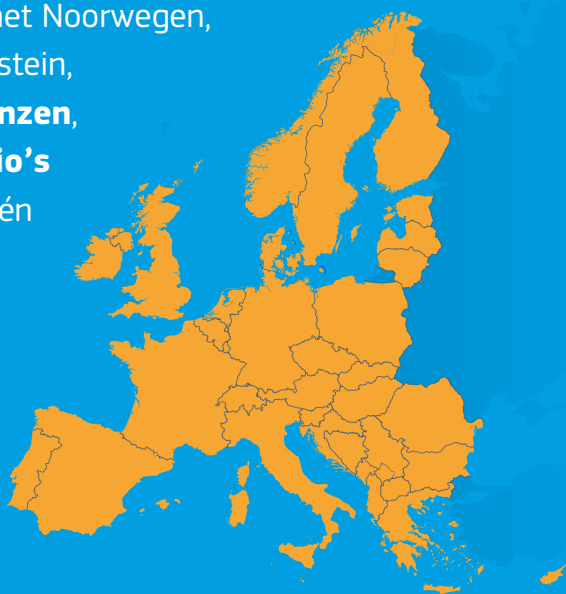 met Noorwegen,
stein,
nzen,
io’s
én